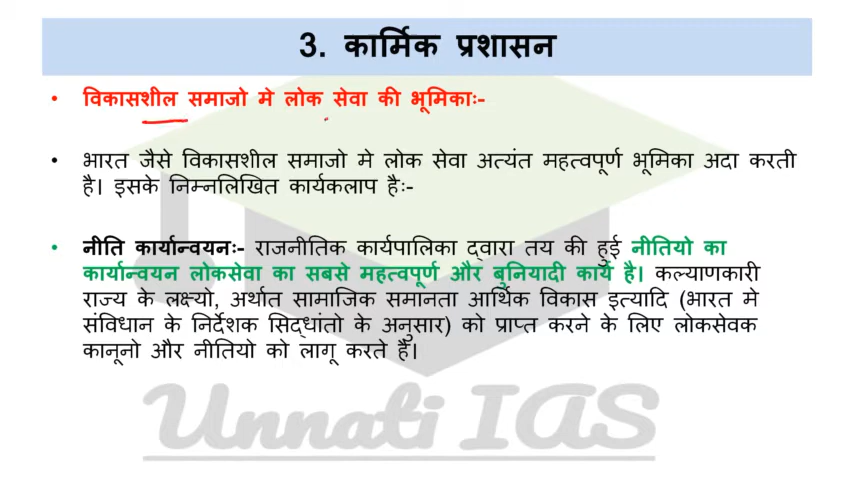 3. कार्मिक प्रशासन
• विकासशील समाजो मे लोक सेवा की भूमिकाः-
• भारत जैसे विकासशील समाजो मे लोक सेवा अत्यंत महत्वपूर्ण भूमिका अदा करती
है। इसके निम्नलिखित कार्यकलाप हैः-
• नीति कार्यान्वयनः- राजनीतिक कार्यपालिका द्वारा तय की हुई नीतियो का
कार्यान्वयन लोकसेवा का सबसे महत्वपूर्ण और बुनियादी कार्य है। कल्याणकारी
राज्य के लक्ष्यो, अर्थात सामाजिक समानता आर्थिक विकास इत्यादि (भारत मे
संविधान के निर्देशक सिद्धांतो के अनुसार) को प्राप्त करने के लिए लोकसेवक
कानूनो और नीतियो को लागू करते है।
Unnati IAS